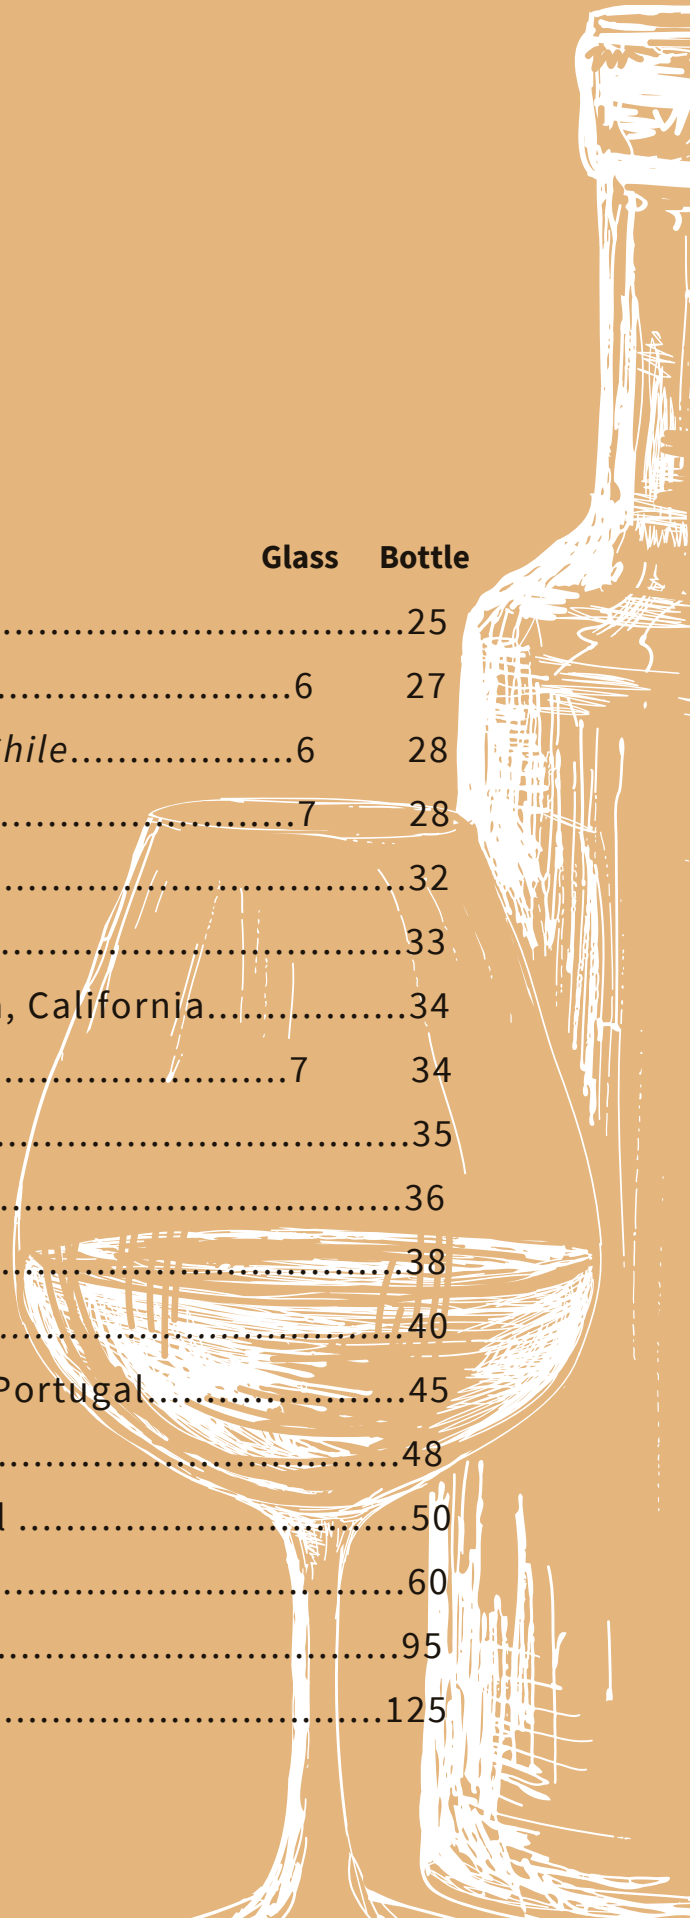 Glass Bottle
........................................25
............................6 27
hile...................6 28
............................7 28
........................................32
........................................33
, California.................34
............................7 34
........................................35
........................................36
........................................38
........................................40
Portugal......................45
........................................48
l .......................................50
........................................60
........................................95
......................................125